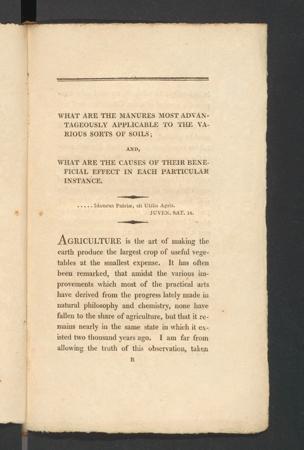 WHAT ARE THE MANURES MOST ADVAN-
TAGEOUSLY APPLICABLE TO THE VA-
RIOUS SORTS OF SOILS;
AND,
WHAT ARE THE CAUSES OF THEIR BENE-
FICIAL EFFECT IN EACH PARTICULAR
INSTANCE.
..... Idoneus Patriæ, sit Utilis Agris.
JUVEN. SAT. 14.
AGRICULTURE is the art of making the
earth produce the largest crop of useful vege-
tables at the smallest expense. It has often
been remarked, that amidst the various im-
provements which most of the practical arts
have derived from the progress lately made in
natural philosophy and chemistry, none have
fallen to the share of agriculture, but that it re-
mains nearly in the same state in which it ex-
isted two thousand years ago. I am far from
allowing the truth of this observation, taken
B